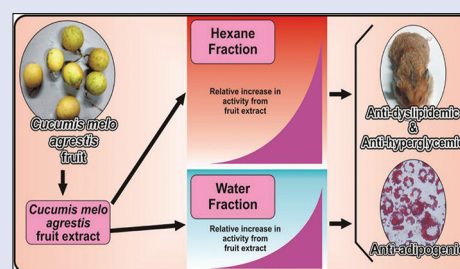 Cucumis melo
agrestis
fruit
Cucumis melo
agrestis
fruit extract
Hexane
Fraction
Relative increase in
activity from
fruit extract
Water
Fraction
Relative increase in
activity from
fruit extract
Anti-dyslipidemic
&
Anti-hyperglycemic
Anti-adipogenic